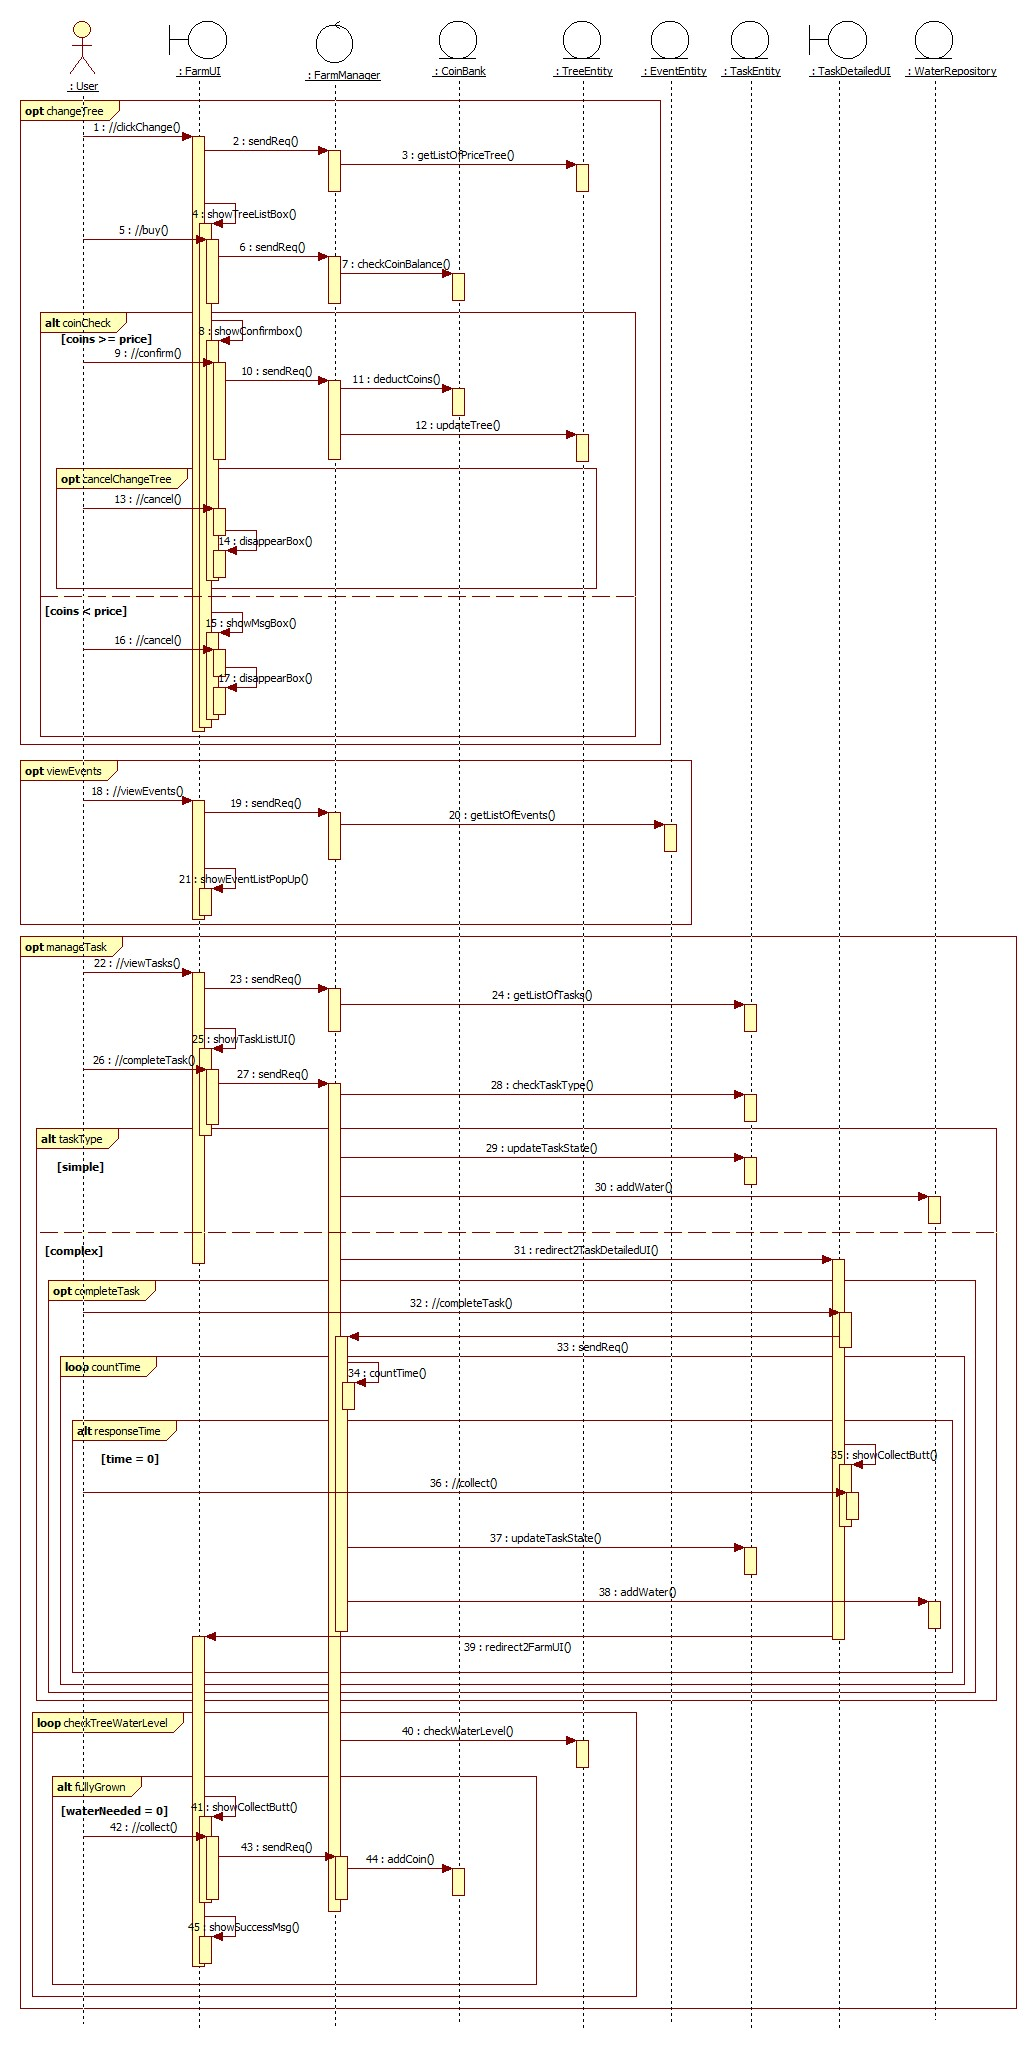 : User
: FarmUI
: FarmManager
: CoinBank
: TreeEntity
: EventEntity
: TaskEntity
: TaskDetailedUI
: WaterRepository
opt changeTree
1 : //clickChange()
2 : sendReq()
3 : getListOfPriceTree()
4 : showTreeListBox()
5 : //buy()
6 : sendReq()
7 : checkCoinBalance()
alt coinCheck
[coins >= price]
8 : showConfirmbox()
9 : //confirm()
10 : sendReq()
11 : deductCoins()
12 : updateTree()
opt cancelChangeTree
13 : //cancel()
14 : disappearBox()
[coins < price]
15 : showMsgBox()
16 : //cancel()
17 : disappearBox()
opt viewEvents
18 : //viewEvents()
19 : sendReq()
20 : getListOfEvents()
21 : showEventListPopUp()
opt manageTask
22 : //viewTasks()
23 : sendReq()
24 : getListOfTasks()
25 : showTaskListUI()
26 : //completeTask()
27 : sendReq()
28 : checkTaskType()
alt taskType
[simple]
29 : updateTaskState()
30 : addWater()
[complex]
31 : redirect2TaskDetailedUI()
opt completeTask
32 : //completeTask()
33 : sendReq()
loop countTime
34 : countTime()
alt responseTime
[time = 0]
35 : showCollectButt()
36 : //collect()
37 : updateTaskState()
38 : addWater()
39 : redirect2FarmUI()
loop checkTreeWaterLevel
40 : checkWaterLevel()
alt fullyGrown
[waterNeeded = 0]
41 : showCollectButt()
42 : //collect()
43 : sendReq()
44 : addCoin()
45 : showSuccessMsg()